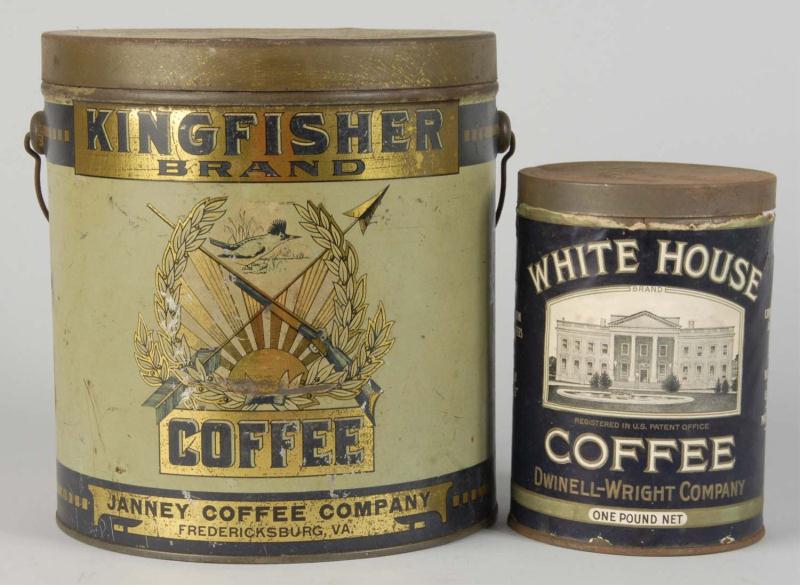 KINGFISHER
BRAND
COFFEE
JANNEY COFFEE COMPANY
FREDERICKSBURG, VA.
WHITE HOUSE
BRAND
REGISTERED IN U.S. PATENT OFFICE
COFFEE
DWINELL-WRIGHT COMPANY
ONE POUND NET